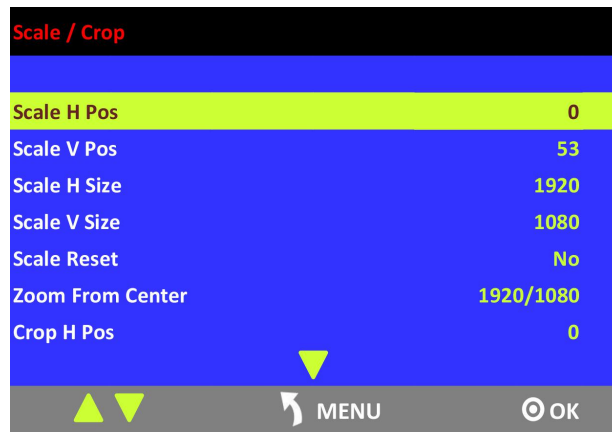 Scale / Crop
Scale H Pos 0
Scale V Pos 53
Scale H Size 1920
Scale V Size 1080
Scale Reset No
Zoom From Center 1920/1080
Crop H Pos 0
MENU OK